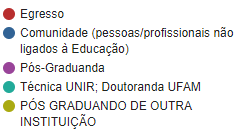 Egresso
Comunidade (pessoas/profissionais não
ligados à Educação)
Pós-Graduanda
Técnica UNIR; Doutoranda UFAM
PÓS GRADUANDO DE OUTRA
INSTITUIÇÃO